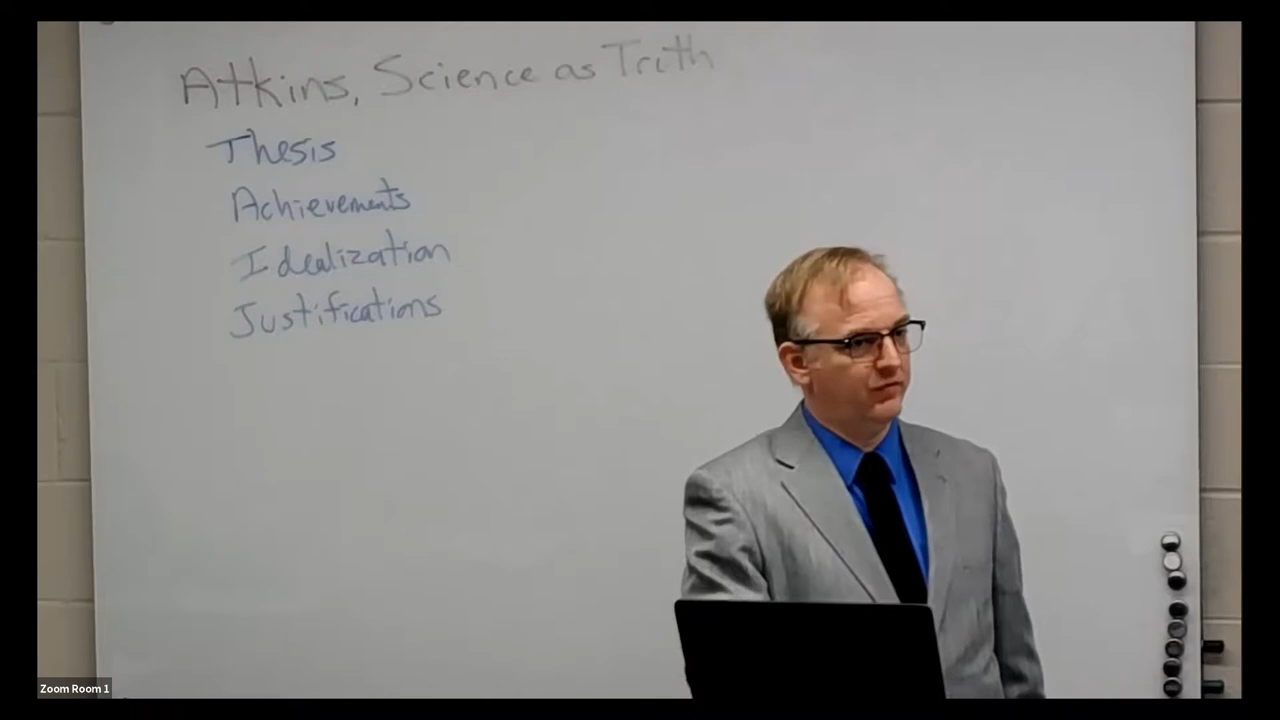 Atkins, Science as Truth
Thesis
Achievements
Idealization
Justifications
Zoom Room 1